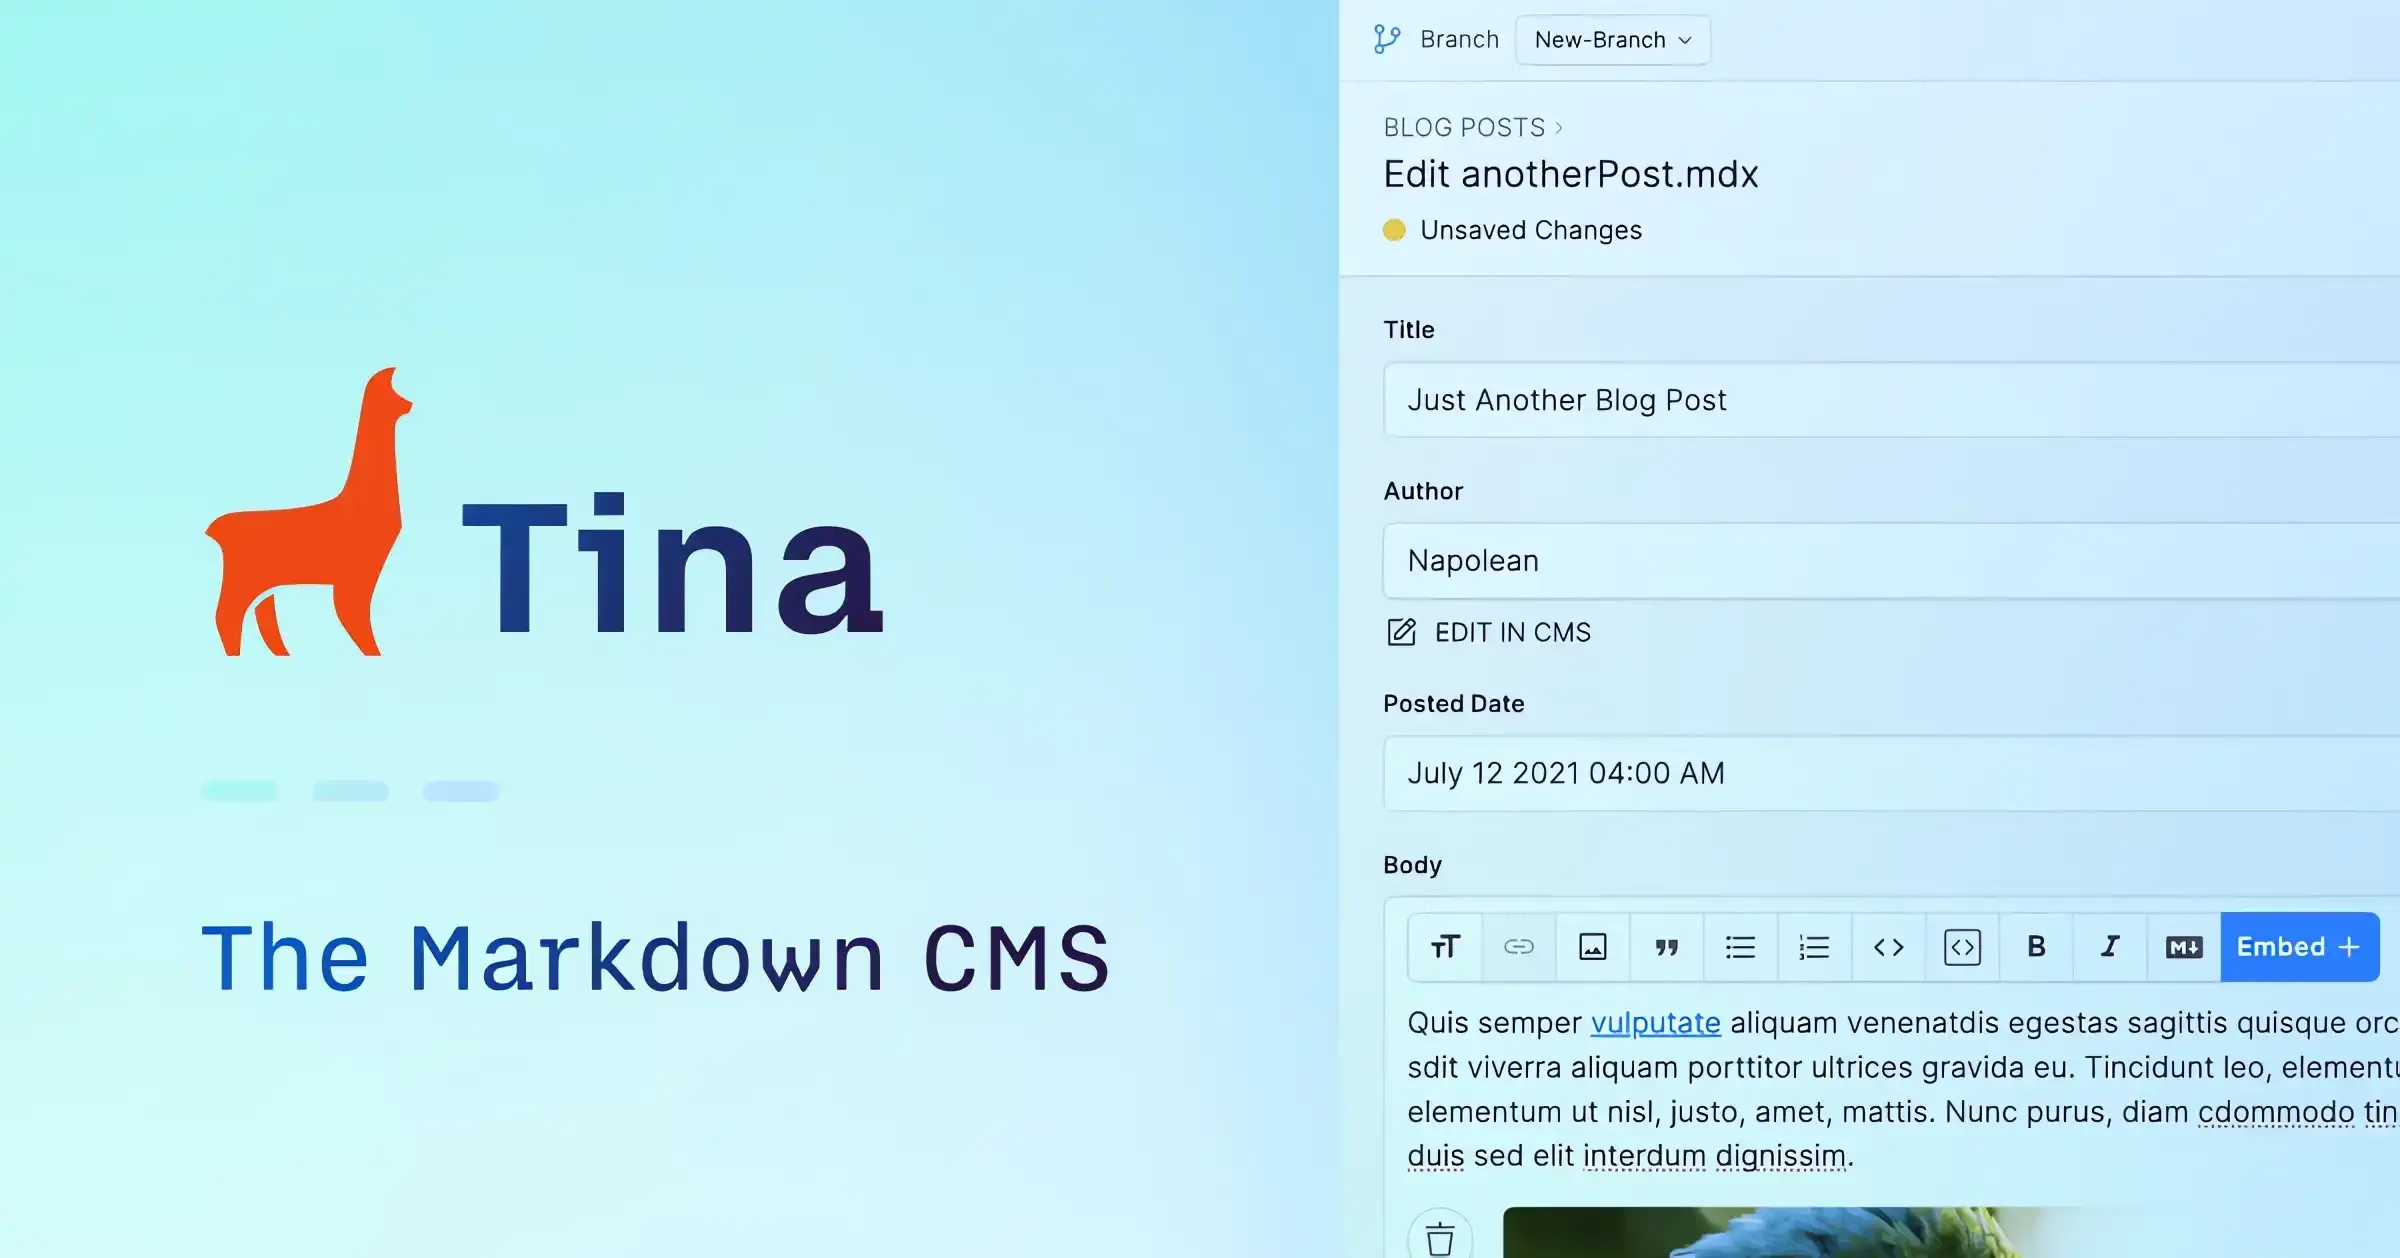 Tina
The Markdown CMS
Branch
New-Branch
BLOG POSTS
Edit anotherPost.mdx
Unsaved Changes
Title
Just Another Blog Post
Author
Napolean
EDIT IN CMS
Posted Date
July 12 2021 04:00 AM
Body
B I M Embed +
Quis semper vulputate aliquam venenatdis egestas sagittis quisque orc
sdit viverra aliquam porttitor ultrices gravida eu. Tincidunt leo, elementu
elementum ut nisl, justo, amet, mattis. Nunc purus, diam cdommodo tin
duis sed elit interdum dignissim.